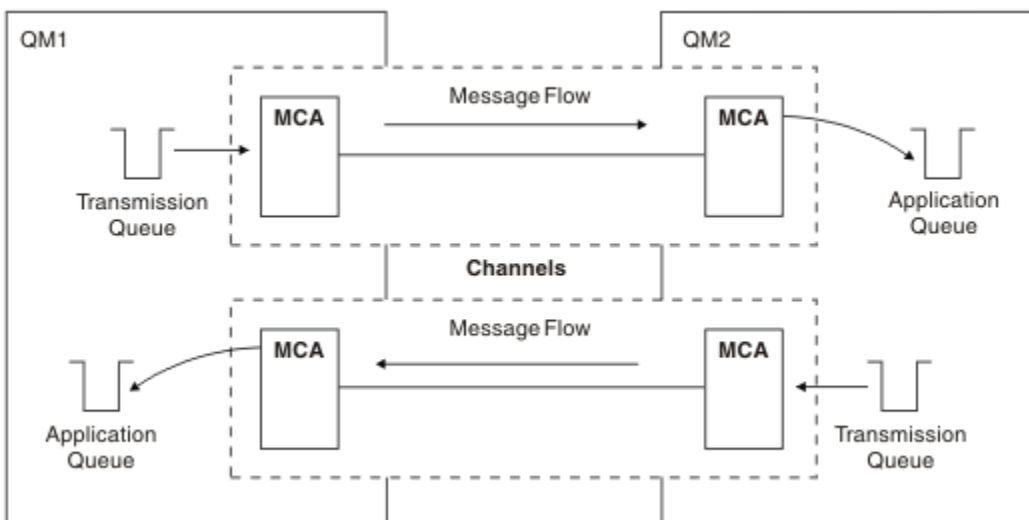 QM1
QM2
Message Flow
MCA
MCA
Transmission
Queue
Application
Queue
Channels
Message Flow
MCA
MCA
Application
Queue
Transmission
Queue